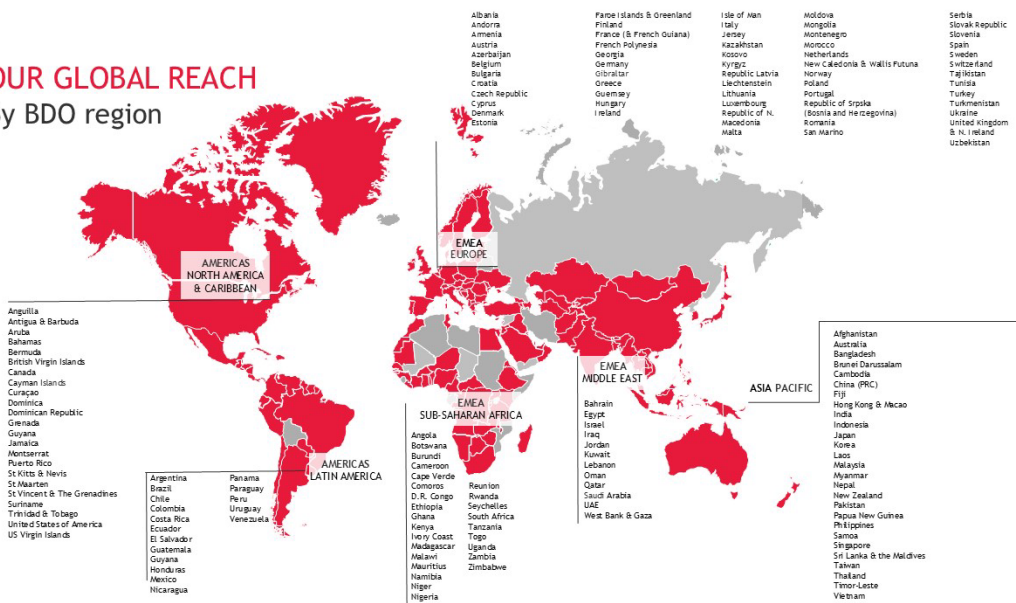 OUR GLOBAL REACH
by BDO region
Albania
Andorra
Armenia
Austria
Azerbaijan
Belgium
Bulgaria
Croatia
Czech Republic
Cyprus
Denmark
Estonia
Faroe Islands & Greenland
Finland
France (& French Guiana)
French Polynesia
Georgia
Germany
Gibraltar
Greece
Guernsey
Hungary
Ireland
Isle of Man
Italy
Jersey
Kazakhstan
Kosovo
Kyrgyz
Republic Latvia
Liechtenstein
Lithuania
Luxembourg
Republic of N.
Macedonia
Malta
Moldova
Mongolia
Montenegro
Morocco
Netherlands
New Caledonia & Wallis Futuna
Norway
Poland
Portugal
Republic of Srpska
(Bosnia and Herzegovina)
Romania
San Marino
Serbia
Slovak Republic
Slovenia
Spain
Sweden
Switzerland
Tajikistan
Tunisia
Turkey
Turkmenistan
Ukraine
United Kingdom
& N. Ireland
Uzbekistan
EMEA
EUROPE
AMERICAS
NORTH AMERICA
& CARIBBEAN
Anguilla
Antigua & Barbuda
Aruba
Bahamas
Bermuda
British Virgin Islands
Canada
Cayman Islands
Curaçao
Dominica
Dominican Republic
Grenada
Guyana
Jamaica
Montserrat
Puerto Rico
St Kitts & Nevis
St Maarten
St Vincent & The Grenadines
Suriname
Trinidad & Tobago
United States of America
US Virgin Islands
AMERICAS
LATIN AMERICA
Argentina
Brazil
Chile
Colombia
Costa Rica
Ecuador
El Salvador
Guatemala
Guyana
Honduras
Mexico
Nicaragua
Panama
Paraguay
Peru
Uruguay
Venezuela
EMEA
SUB-SAHARAN AFRICA
Angola
Botswana
Burundi
Cameroon
Cape Verde
Comoros
D.R. Gongo
Ethiopia
Ghana
Kenya
Ivory Coast
Madagascar
Malawi
Mauritius
Namibia
Niger
Nigeria
Reunion
Rwanda
Seychelles
South Africa
Tanzania
Togo
Uganda
Zambia
Zimbabwe
EMEA
MIDDLE EAST
Bahrain
Egypt
Israel
Iraq
Jordan
Kuwait
Lebanon
Oman
Qatar
Saudi Arabia
UAE
West Bank & Gaza
ASIA PACIFIC
Afghanistan
Australia
Bangladesh
Brunei Darussalam
Cambodia
China (PRC)
Fiji
Hong Kong & Macao
India
Indonesia
Japan
Korea
Laos
Malaysia
Myanmar
Nepal
New Zealand
Pakistan
Papua New Guinea
Philippines
Samoa
Singapore
Sri Lanka & the Maldives
Taiwan
Thailand
Timor-Leste
Vietnam